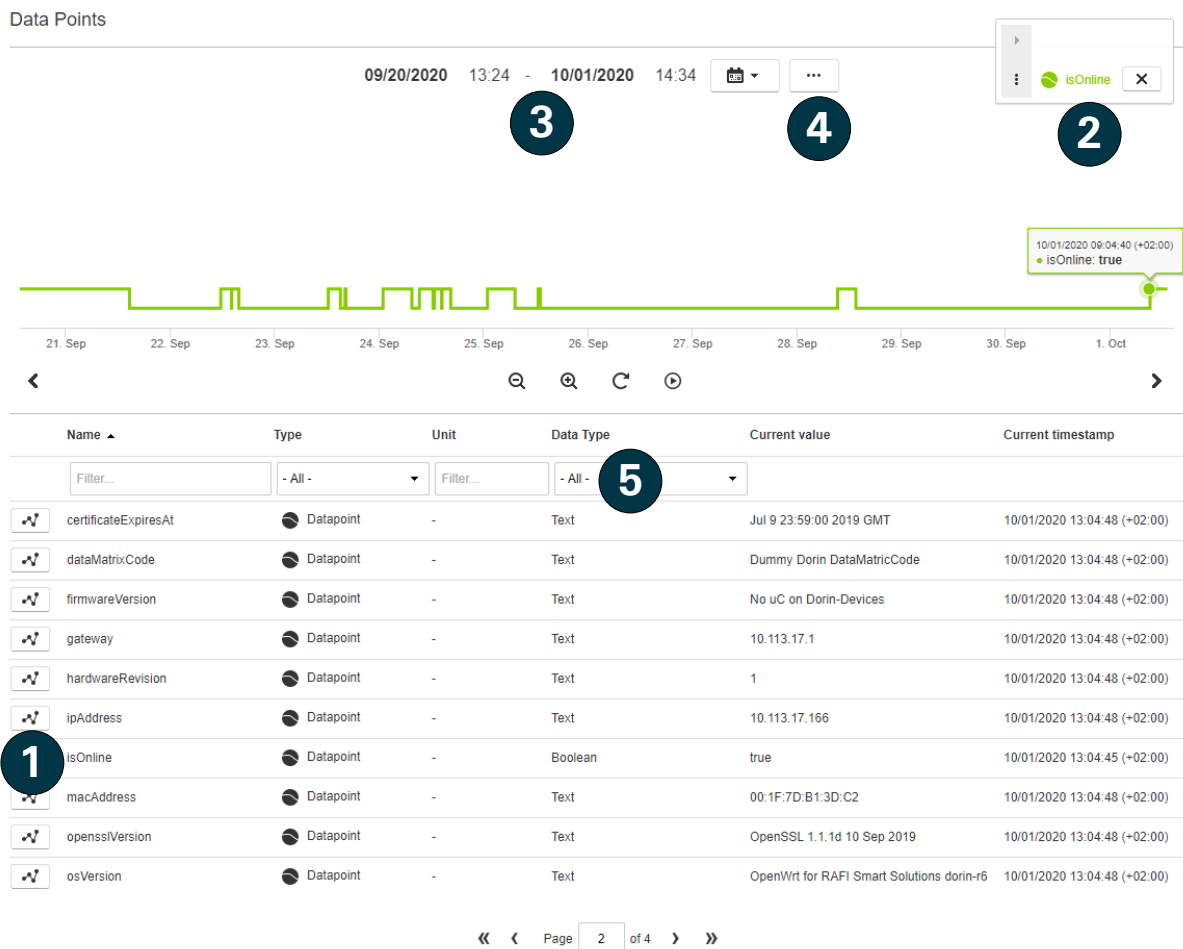 Data Points
09/20/2020 13:24 - 10/01/2020 14:34
isOnline
3
4
2
10/01/2020 09:04:40 (+02:00)
isOnline: true
21. Sep 22. Sep 23. Sep 24. Sep 25. Sep 26. Sep 27. Sep 28. Sep 29. Sep 30. Sep 1. Oct
Name Type Unit Data Type Current value Current timestamp
Filter... - All - Filter... - All - 5
certificateExpiresAt Datapoint - Text Jul 9 23:59:00 2019 GMT 10/01/2020 13:04:48 (+02:00)
dataMatrixCode Datapoint - Text Dummy Dorin DataMatricCode 10/01/2020 13:04:48 (+02:00)
firmwareVersion Datapoint - Text No uC on Dorin-Devices 10/01/2020 13:04:48 (+02:00)
gateway Datapoint - Text 10.113.17.1 10/01/2020 13:04:48 (+02:00)
hardwareRevision Datapoint - Text 1 10/01/2020 13:04:48 (+02:00)
ipAddress Datapoint - Text 10.113.17.166 10/01/2020 13:04:48 (+02:00)
1 isOnline Datapoint - Boolean true 10/01/2020 13:04:45 (+02:00)
macAddress Datapoint - Text 00:1F:7D:B1:3D:C2 10/01/2020 13:04:48 (+02:00)
opensslVersion Datapoint - Text OpenSSL 1.1.1d 10 Sep 2019 10/01/2020 13:04:48 (+02:00)
osVersion Datapoint - Text OpenWrt for RAFI Smart Solutions dorin-r6 10/01/2020 13:04:48 (+02:00)
Page 2 of 4